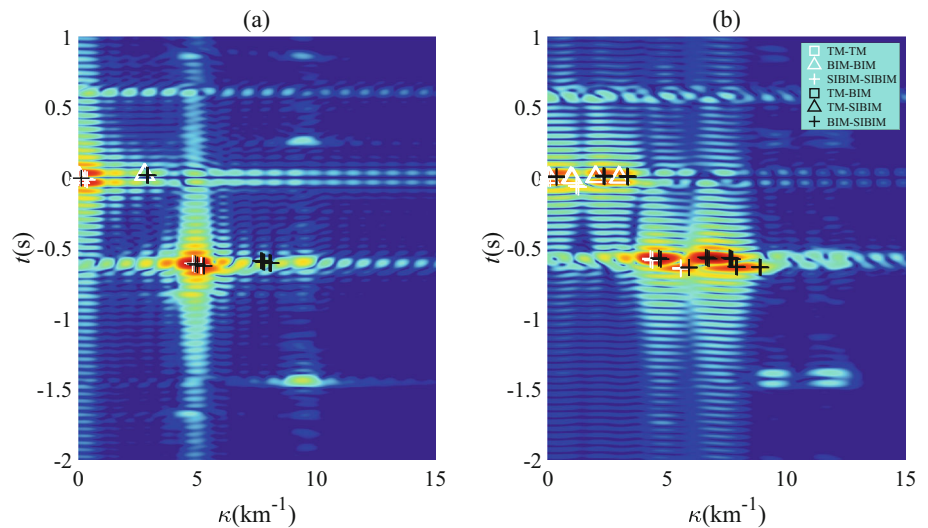 (a)
(b)
1
0.5
0
-0.5
-1
-1.5
-2
t(s)
0
5
10
15
κ(km-1)
1
0.5
0
-0.5
-1
-1.5
-2
t(s)
0
5
10
15
κ(km-1)
TM-TM
BIM-BIM
SIBIM-SIBIM
TM-BIM
TM-SIBIM
BIM-SIBIM